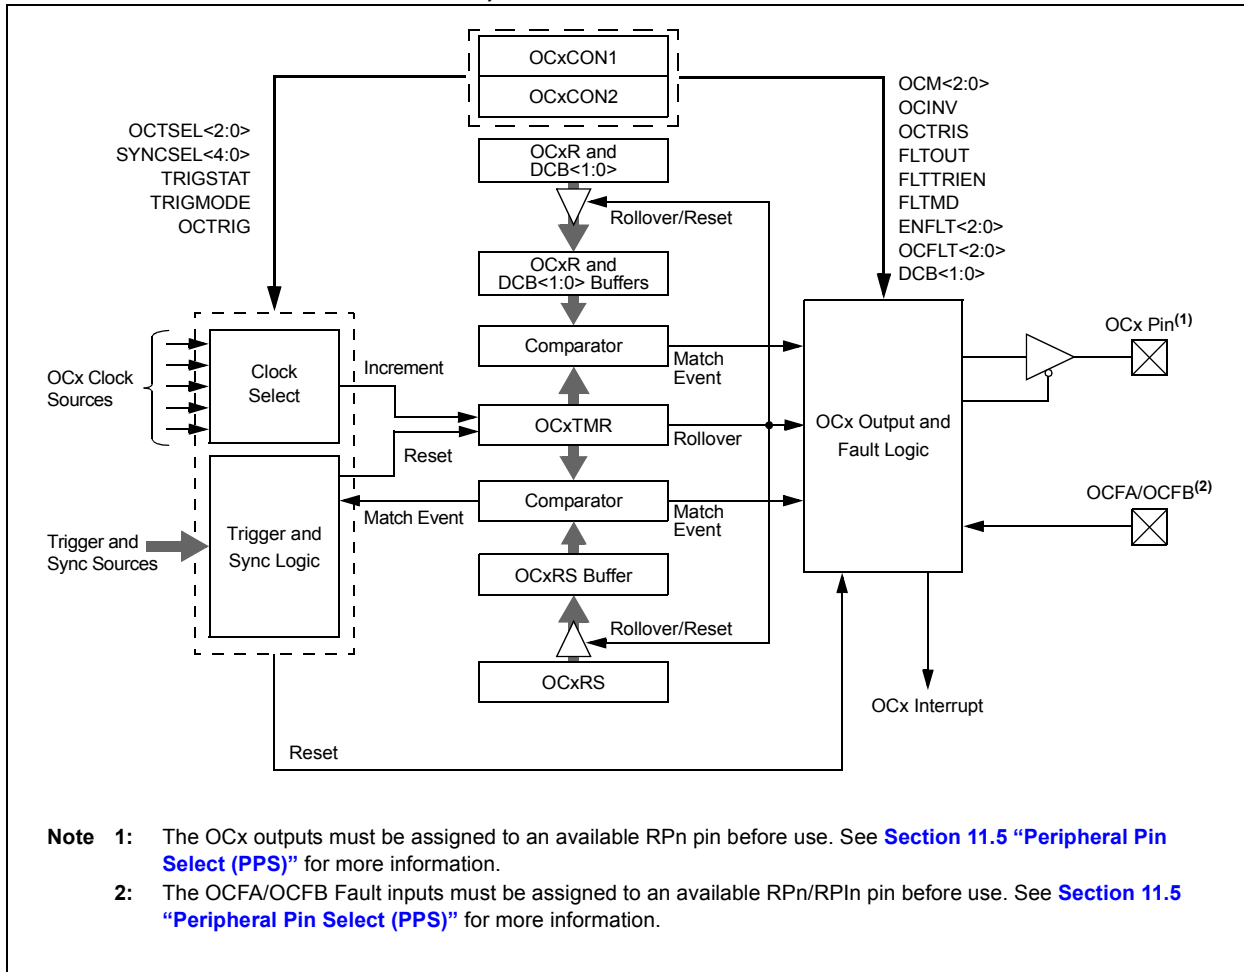 OCxCON1
OCxCON2
OCTSEL<2:0>
SYNCSEL<4:0>
TRIGSTAT
TRIGMODE
OCTRIG
OCM<2:0>
OCINV
OCTRIS
FLTOUT
FLTTRIEN
FLTMD
ENFLT<2:0>
OCFLT<2:0>
DCB<1:0>
OCxR and
DCB<1:0>
Rollover/Reset
OCxR and
DCB<1:0> Buffers
Comparator
Match
Event
OCx Clock
Sources
Clock
Select
Increment
OCxTMR
Rollover
Reset
OCx Output and
Fault Logic
OCx Pin(1)
OCFA/OCFB(2)
Trigger and
Sync Sources
Trigger and
Sync Logic
Match Event
Comparator
Match
Event
OCxRS Buffer
Rollover/Reset
OCxRS
OCx Interrupt
Reset
Note 1: The OCx outputs must be assigned to an available RPn pin before use. See Section 11.5 “Peripheral Pin
Select (PPS)” for more information.
2: The OCFA/OCFB Fault inputs must be assigned to an available RPn/RPIn pin before use. See Section 11.5
“Peripheral Pin Select (PPS)” for more information.